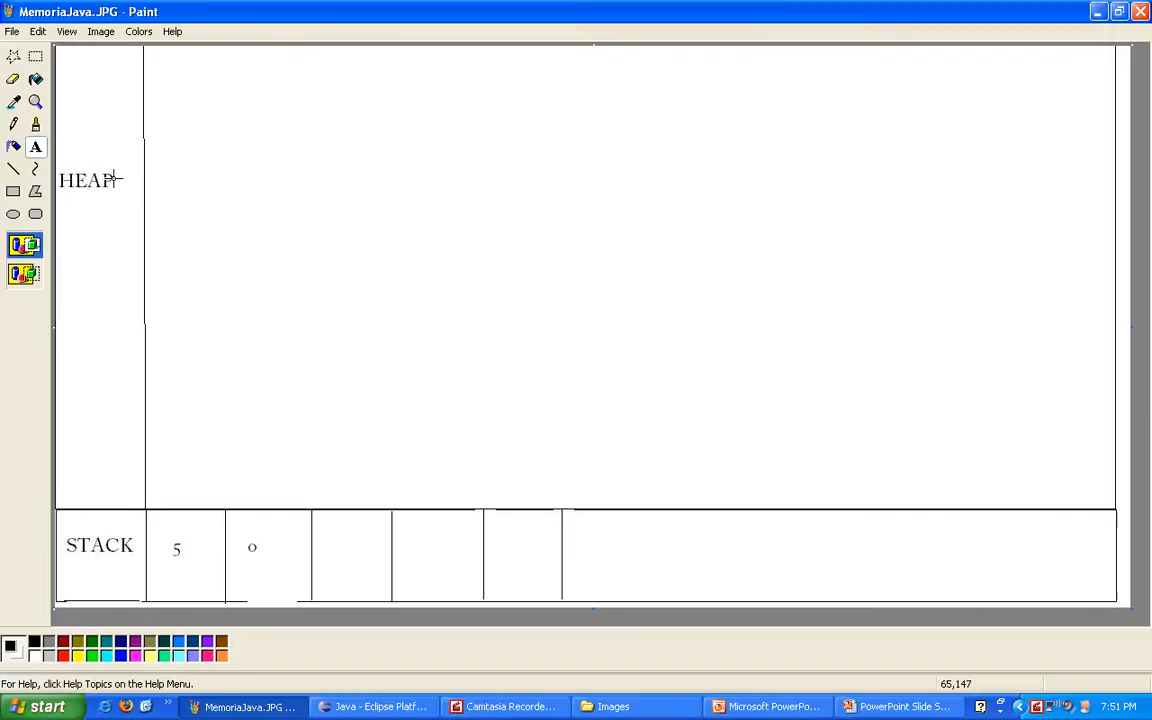 MemoriaJava.JPG - Paint
File Edit View Image Colors Help
A
HEAP
STACK 5 0
For Help, click Help Topics on the Help Menu. 65,147
start MemoriaJava.JPG ... Java - Eclipse Platf... Camtasia Recorde... Images Microsoft PowerPo... PowerPoint Slide S... 7:51 PM